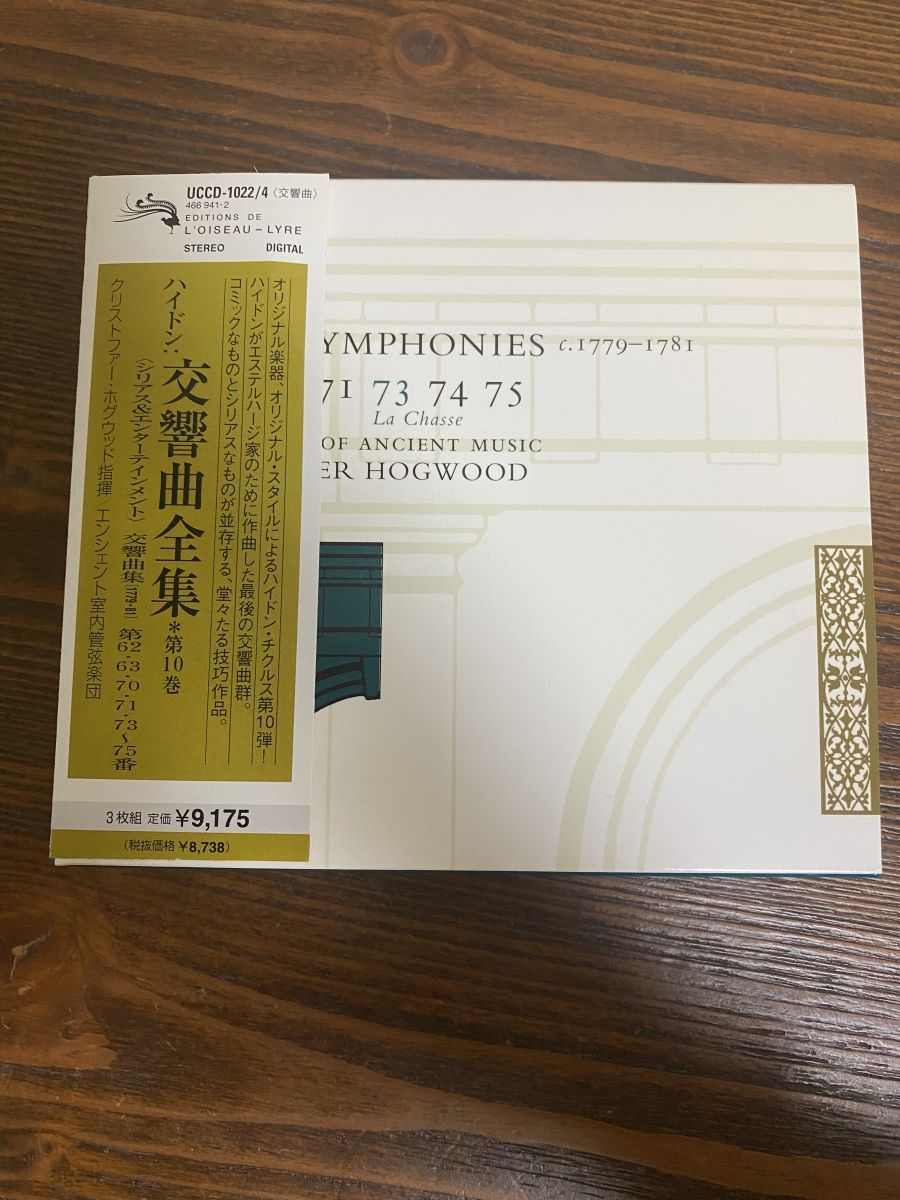 UCCD-1022/4〈交響曲〉
466 941-2
EDITIONS DE
L'OISEAU-LYRE
STEREO DIGITAL
オリジナル楽器、オリジナル・スタイルによるハイドン・チクルス第10弾!
ハイドンがエステルハージ家のために作曲した最後の交響曲群。
コミックなものとシリアスなものが並存する、堂々たる技巧作品。
ハイドン:交響曲全集*第10巻
〈シリアス&エンターテインメント〉 交響曲集(1779-81) 第62・63・70・71・73〜75番
クリストファー・ホグウッド指揮/エンシェント室内管弦楽団
3枚組 定価 ¥9,175
(税抜価格 ¥8,738)
YMPHONIES c.1779–1781
71 73 74 75
La Chasse
OF ANCIENT MUSIC
ER HOGWOOD